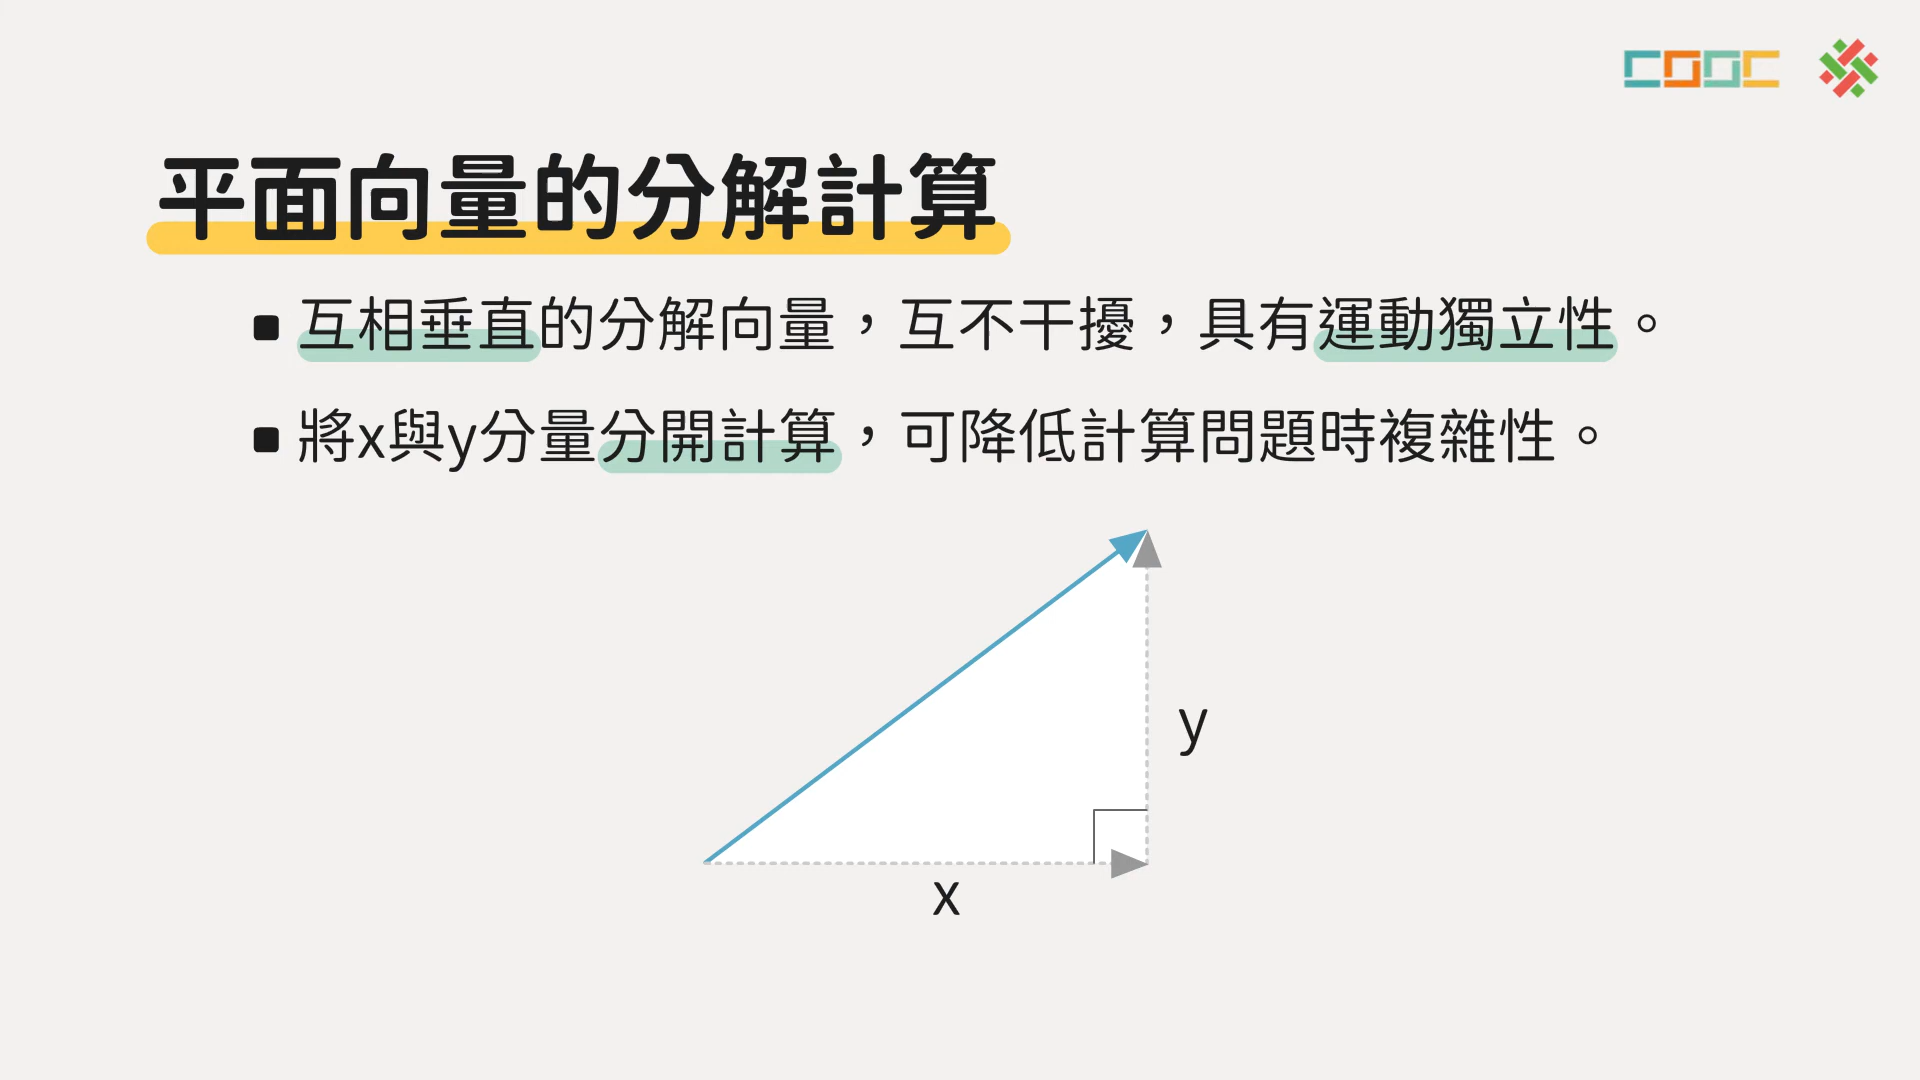 COOC
平面向量的分解計算
■ 互相垂直的分解向量，互不干擾，具有運動獨立性。
■ 將x與y分量分開計算，可降低計算問題時複雜性。
y
x